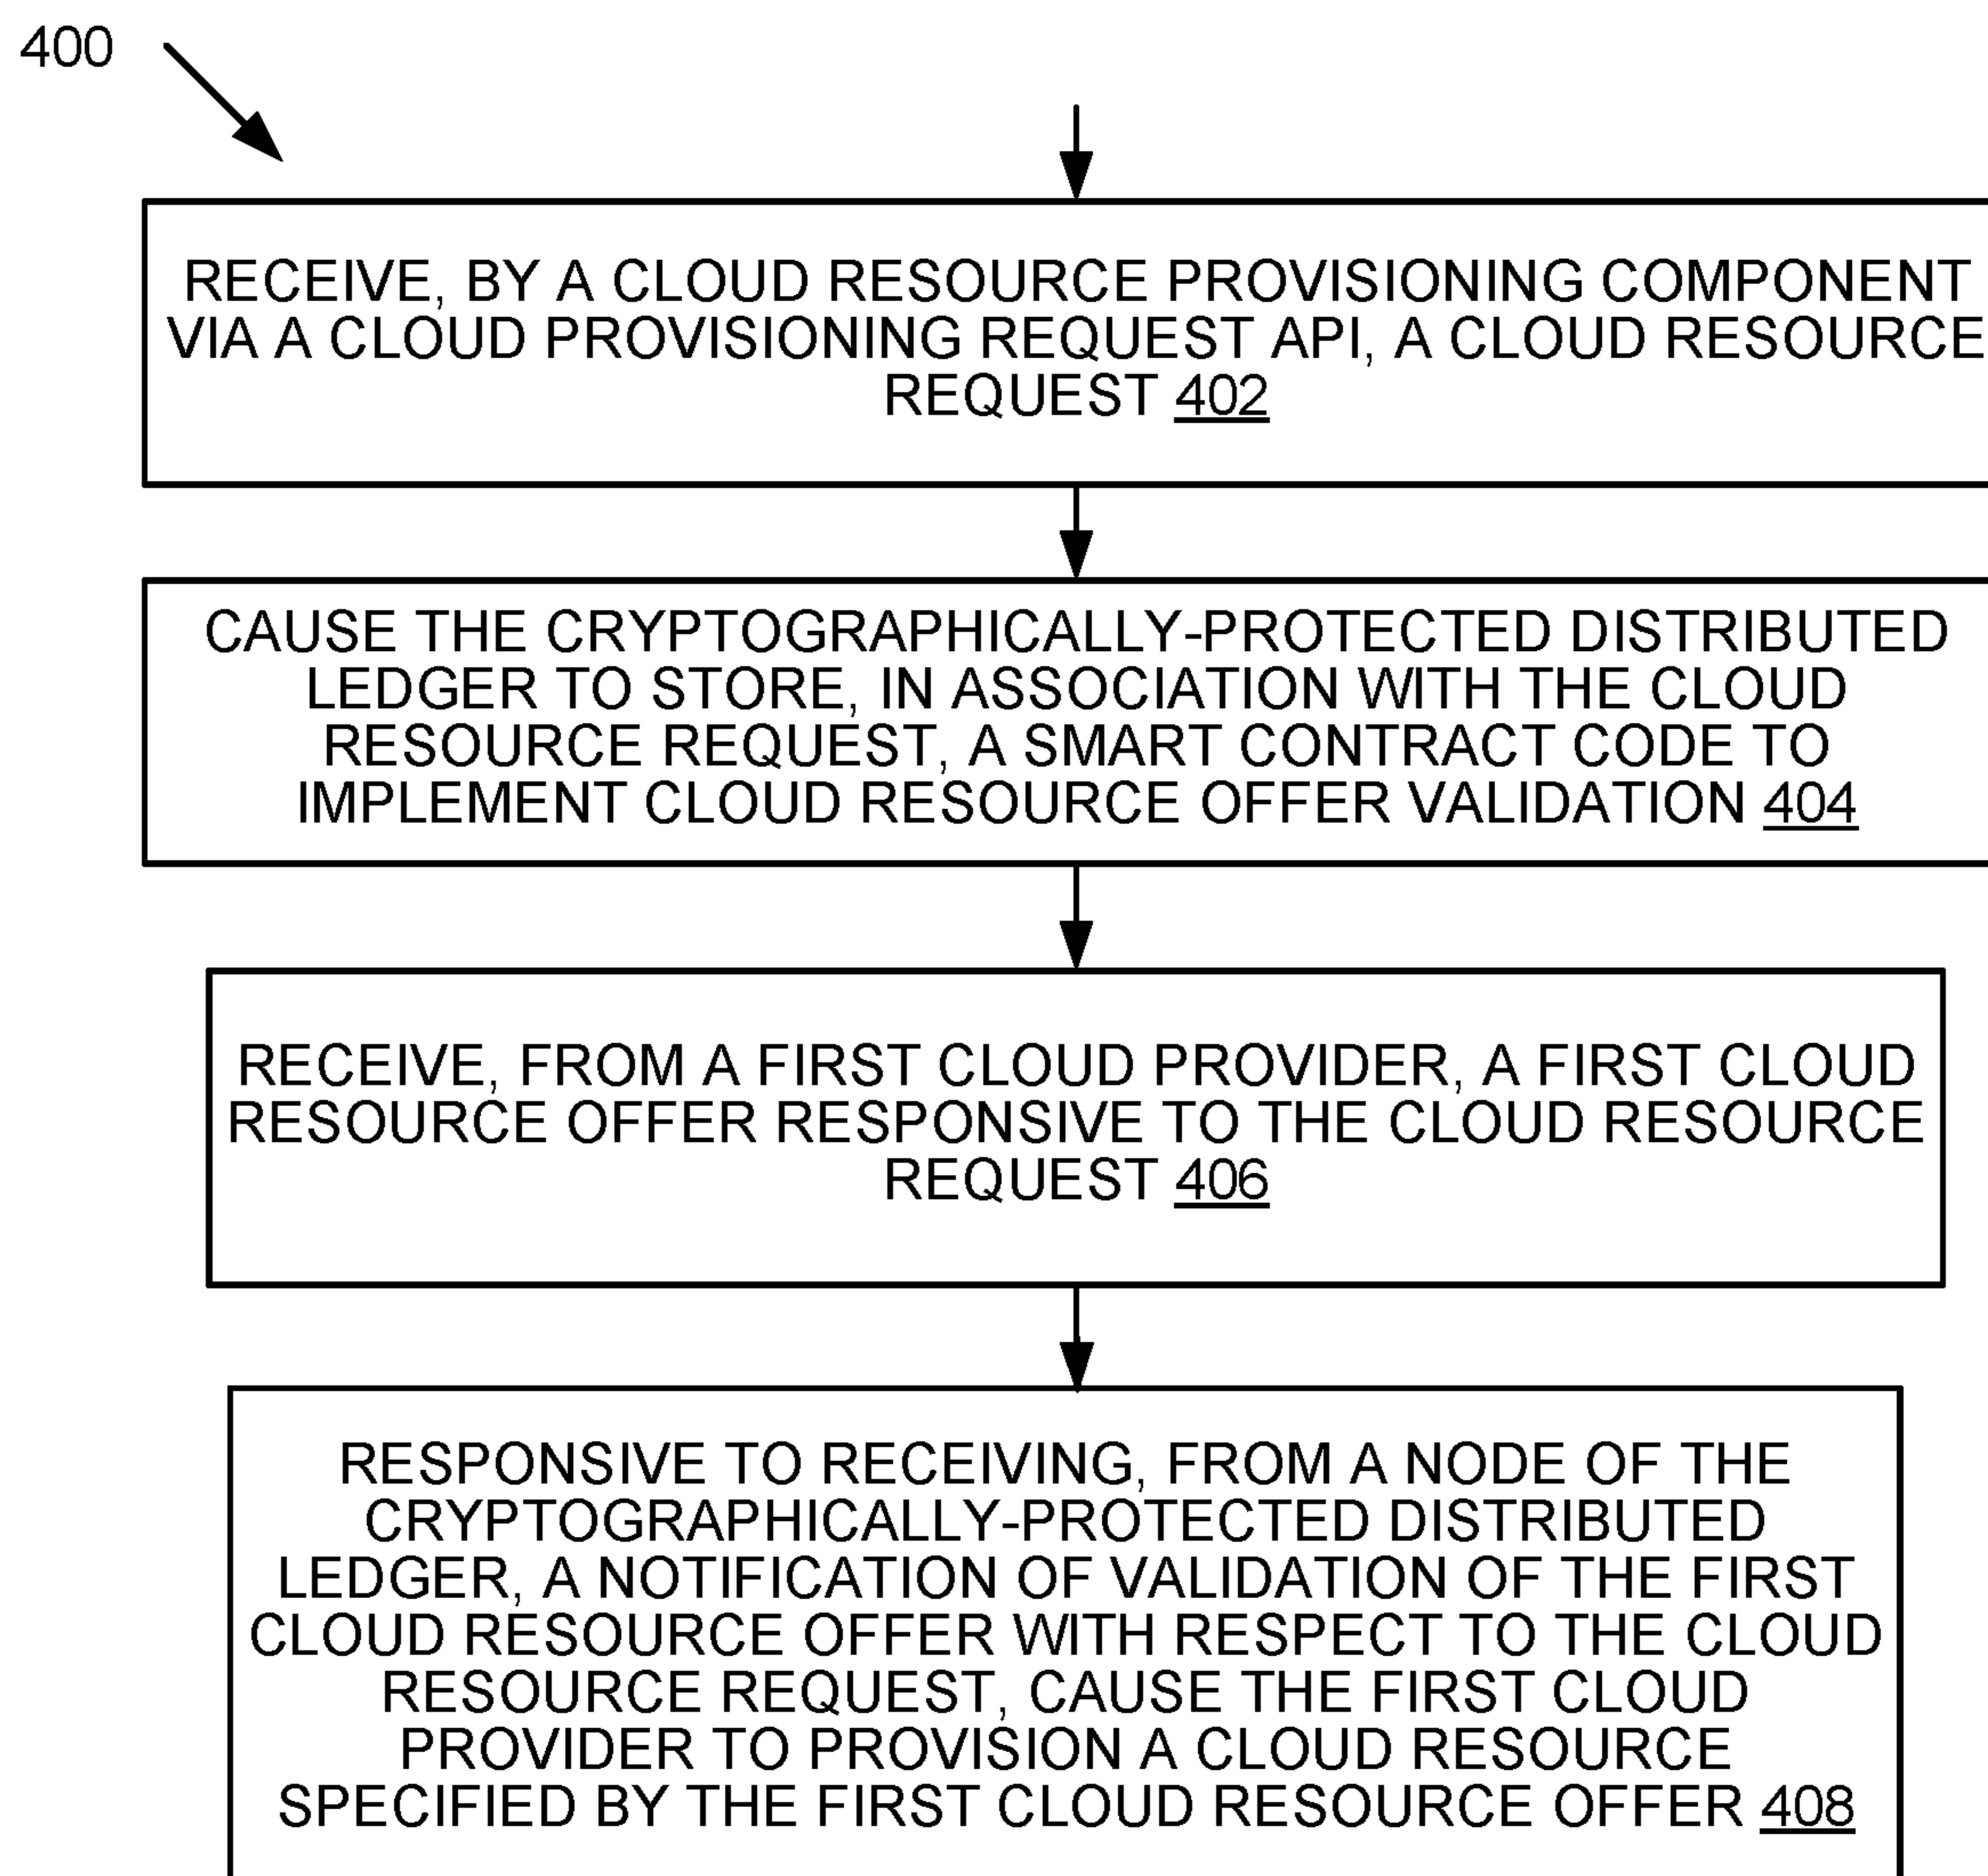 400
RECEIVE, BY A CLOUD RESOURCE PROVISIONING COMPONENT
VIA A CLOUD PROVISIONING REQUEST API, A CLOUD RESOURCE
REQUEST 402
CAUSE THE CRYPTOGRAPHICALLY-PROTECTED DISTRIBUTED
LEDGER TO STORE, IN ASSOCIATION WITH THE CLOUD
RESOURCE REQUEST, A SMART CONTRACT CODE TO
IMPLEMENT CLOUD RESOURCE OFFER VALIDATION 404
RECEIVE, FROM A FIRST CLOUD PROVIDER, A FIRST CLOUD
RESOURCE OFFER RESPONSIVE TO THE CLOUD RESOURCE
REQUEST 406
RESPONSIVE TO RECEIVING, FROM A NODE OF THE
CRYPTOGRAPHICALLY-PROTECTED DISTRIBUTED
LEDGER, A NOTIFICATION OF VALIDATION OF THE FIRST
CLOUD RESOURCE OFFER WITH RESPECT TO THE CLOUD
RESOURCE REQUEST, CAUSE THE FIRST CLOUD
PROVIDER TO PROVISION A CLOUD RESOURCE
SPECIFIED BY THE FIRST CLOUD RESOURCE OFFER 408